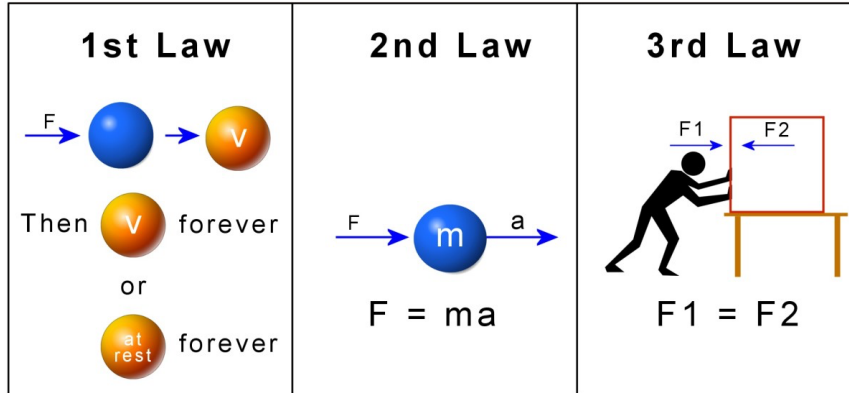 1st Law
F
v
Then v forever
or
at rest forever
2nd Law
F m a
F = ma
3rd Law
F1 F2
F1 = F2